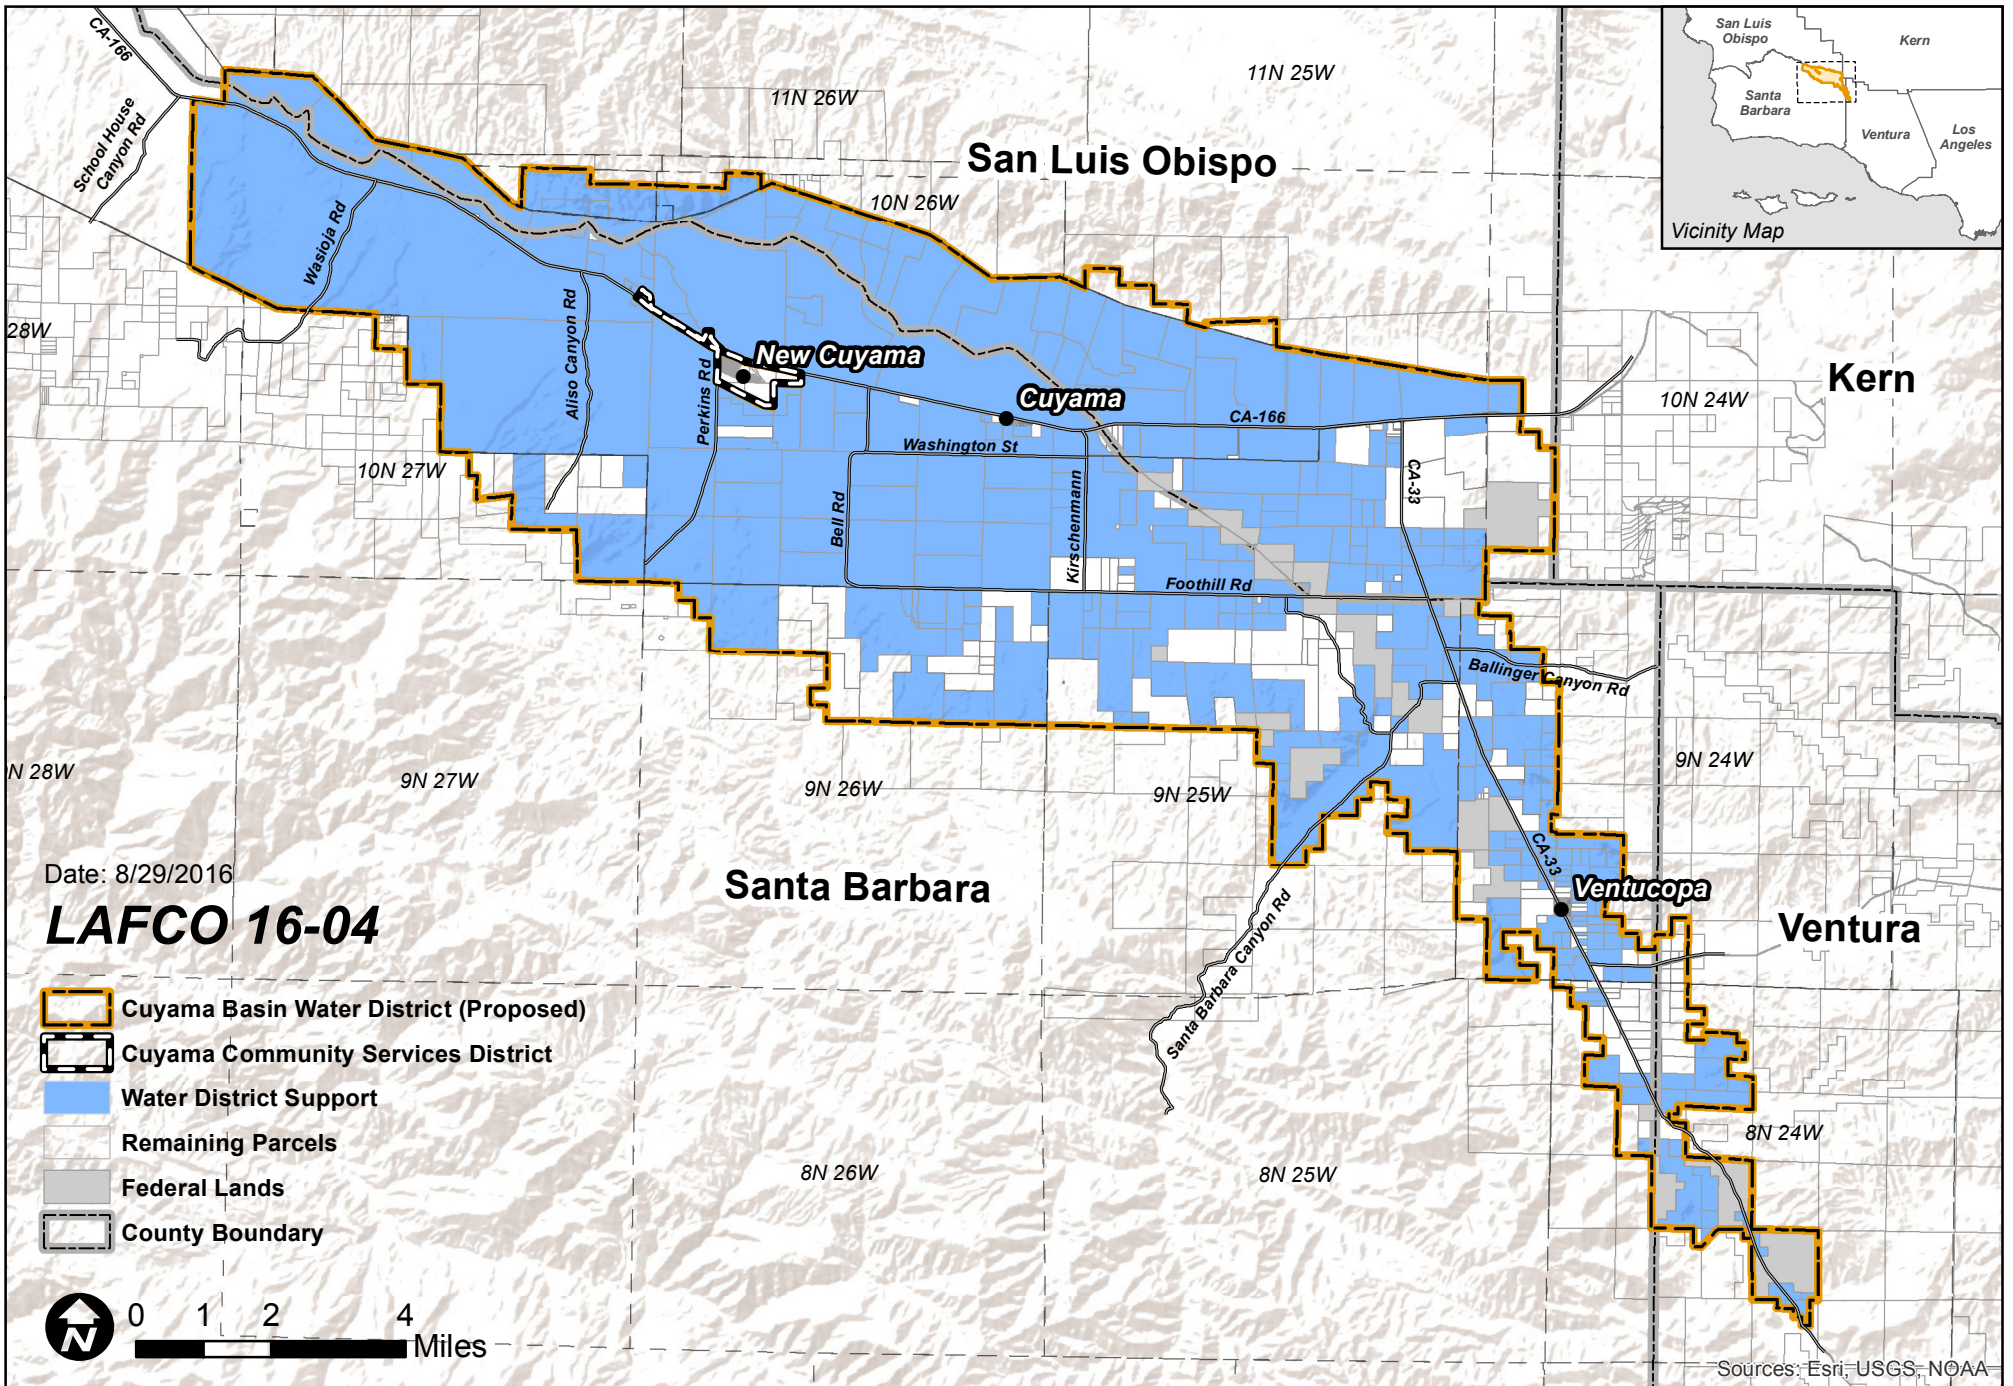 CA-166
School House
Canyon Rd
Wasioja Rd
11N 26W
11N 25W
San Luis Obispo
10N 26W
San Luis
Obispo
Kern
Santa
Barbara
Ventura
Los
Angeles
Vicinity Map
28W
Aliso Canyon Rd
New Cuyama
Perkins Rd
Cuyama
CA-166
Kern
10N 24W
Washington St
10N 27W
CA-33
Bell Rd
Kirschenmann
Foothill Rd
Ballinger Canyon Rd
N 28W
9N 27W
9N 26W
9N 25W
9N 24W
CA-33
Santa Barbara
Ventucopa
Ventura
Santa Barbara Canyon Rd
8N 26W
8N 25W
8N 24W
Date: 8/29/2016
LAFCO 16-04
Cuyama Basin Water District (Proposed)
Cuyama Community Services District
Water District Support
Remaining Parcels
Federal Lands
County Boundary
N
0 1 2 4
Miles
Sources: Esri, USGS, NOAA